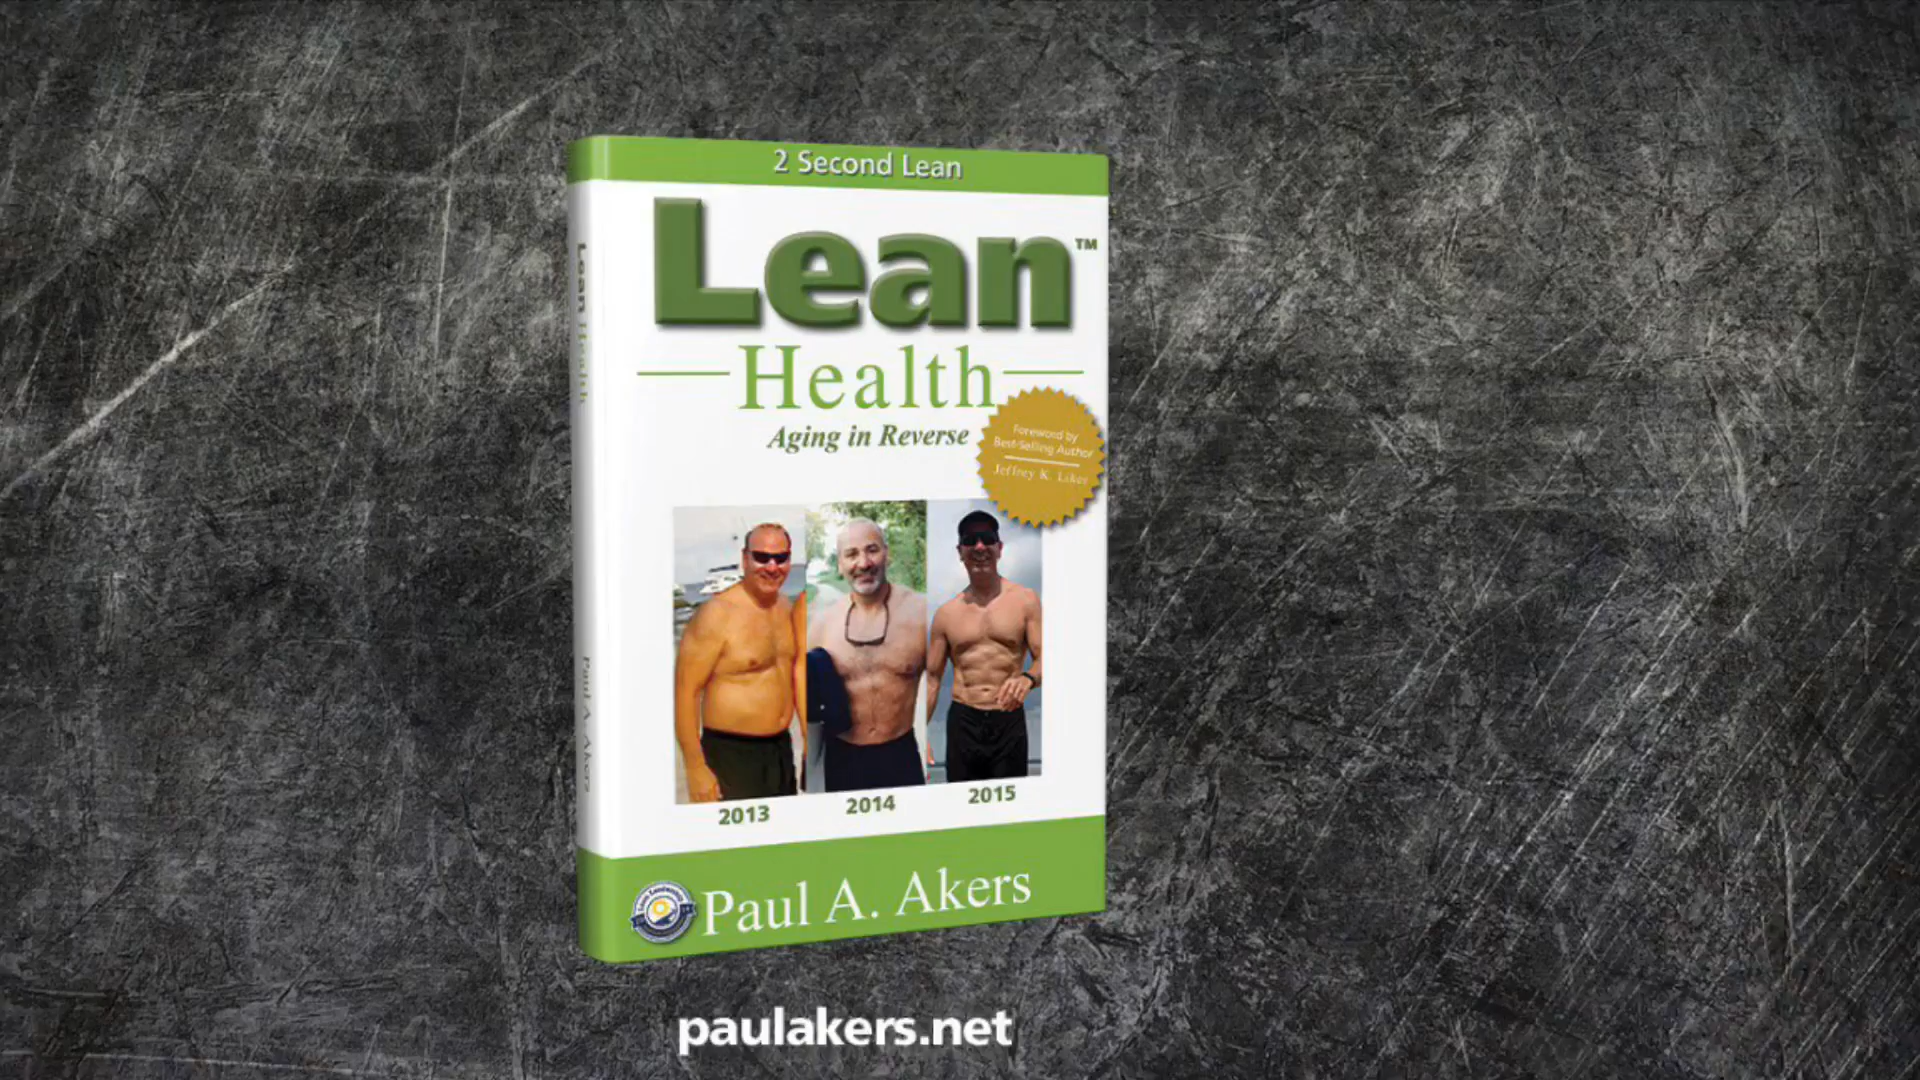 2 Second Lean
Lean™
Health
Aging in Reverse
Foreword by
Best-Selling Author
Jeffrey K. Liker
2013
2014
2015
Paul A. Akers
Lean Health
Paul A. Akers
paulakers.net